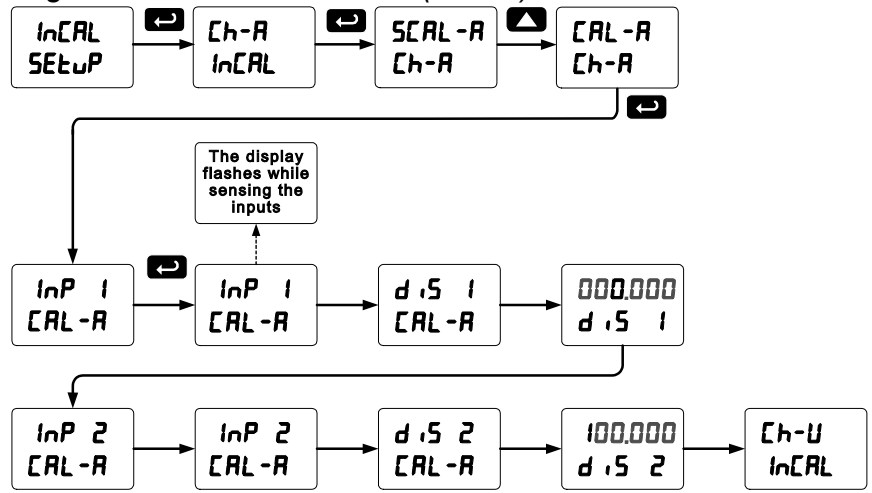 InCAL
SEtuP
Ch-A
InCAL
SCAL-A
Ch-A
CAL-A
Ch-A
The display
flashes while
sensing the
inputs
InP 1
CAL-A
InP 1
CAL-A
diS 1
CAL-A
000.000
diS 1
InP 2
CAL-A
InP 2
CAL-A
diS 2
CAL-A
100.000
diS 2
Ch-U
InCAL